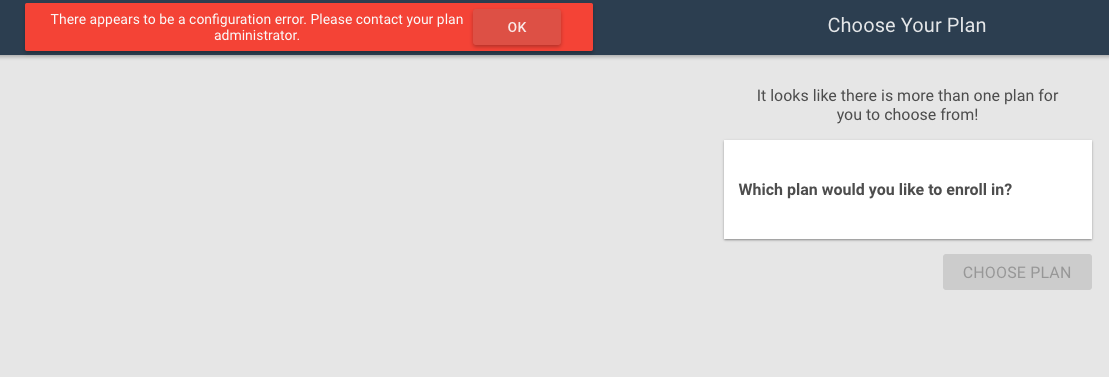 There appears to be a configuration error. Please contact your plan
administrator.
OK
Choose Your Plan
It looks like there is more than one plan for
you to choose from!
Which plan would you like to enroll in?
CHOOSE PLAN